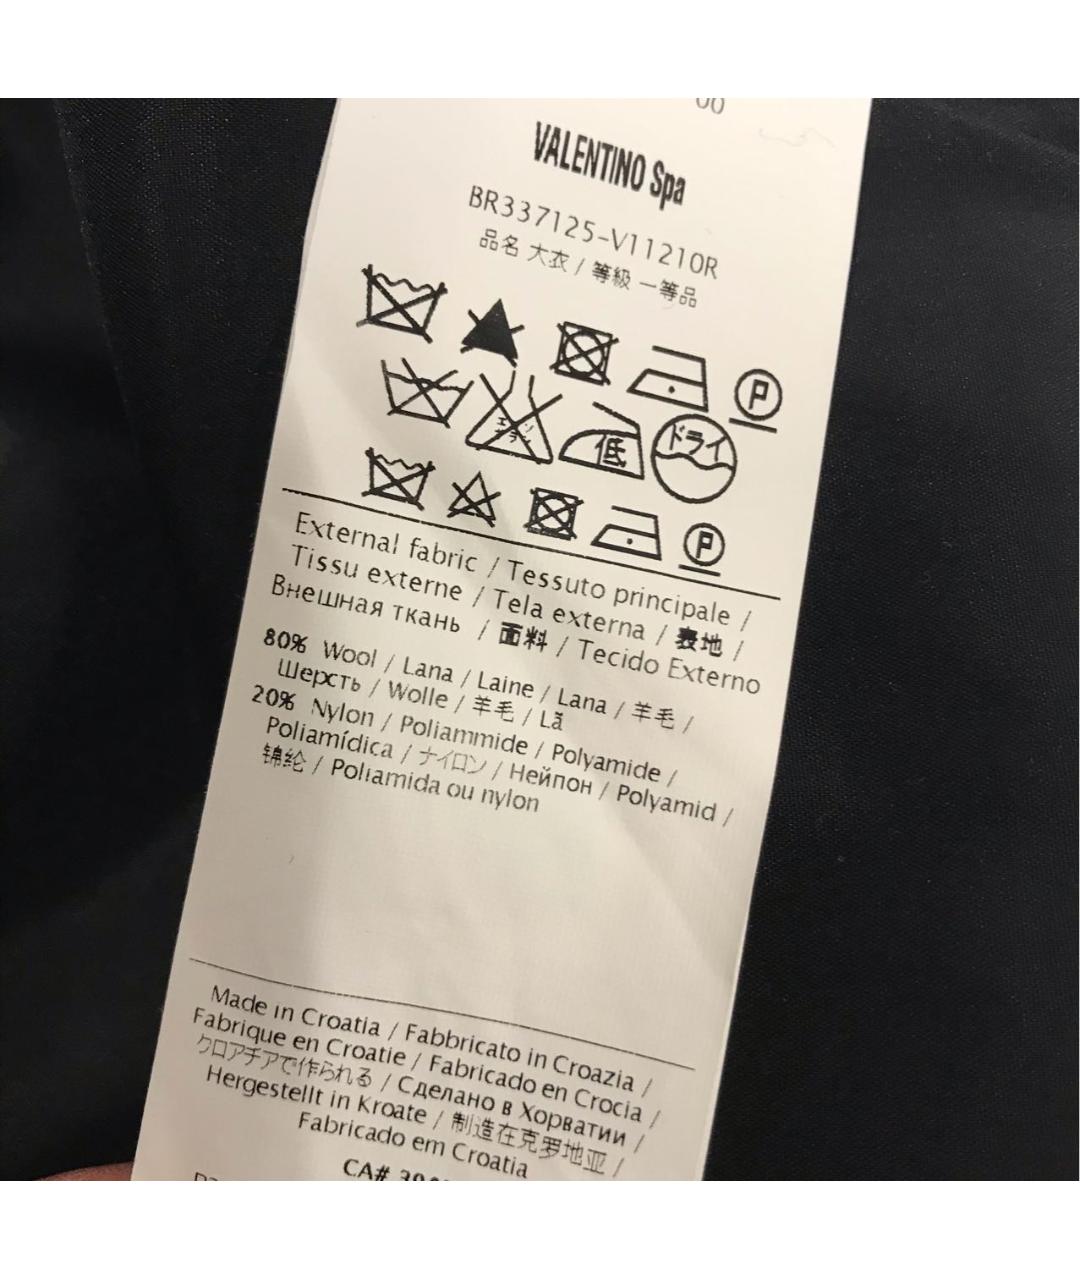 00
VALENTINO Spa
BR337125-V11210R
品名 大衣 / 等級 一等品
P
エンソ
低 ドライ
P
External fabric / Tessuto principale /
Tissu externe / Tela externa / 表地 /
Внешная ткань / 面料 / Tecido Externo
80% Wool / Lana / Laine / Lana / 羊毛 /
Шерсть / Wolle / 羊毛 / Lã
20% Nylon / Poliammide / Polyamide /
Poliamídica / ナイロン / Нейлон / Polyamid /
锦纶 / Poliamida ou nylon
Made in Croatia / Fabbricato in Croazia /
Fabrique en Croatie / Fabricado en Crocia /
クロアチアで作られる / Сделано в Хорватии /
Hergestellt in Kroate / 制造在克罗地亚 /
Fabricado em Croatia
CA#